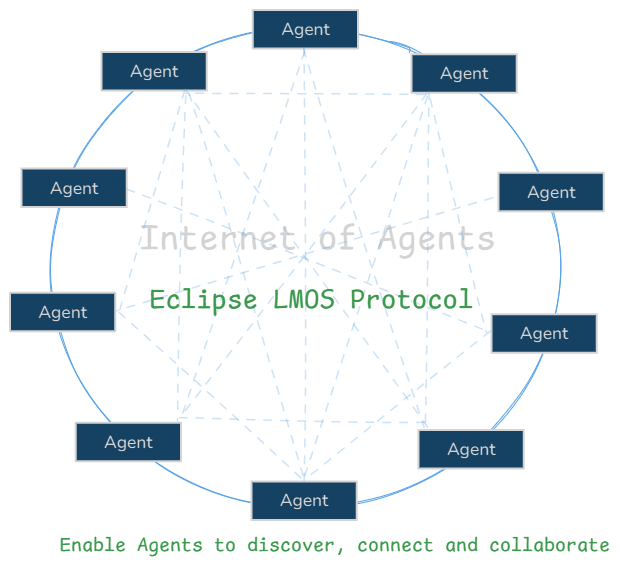 Agent
Agent
Agent
Agent
Agent
Internet of Agents
Eclipse LMOS Protocol
Agent
Agent
Agent
Agent
Agent
Enable Agents to discover, connect and collaborate